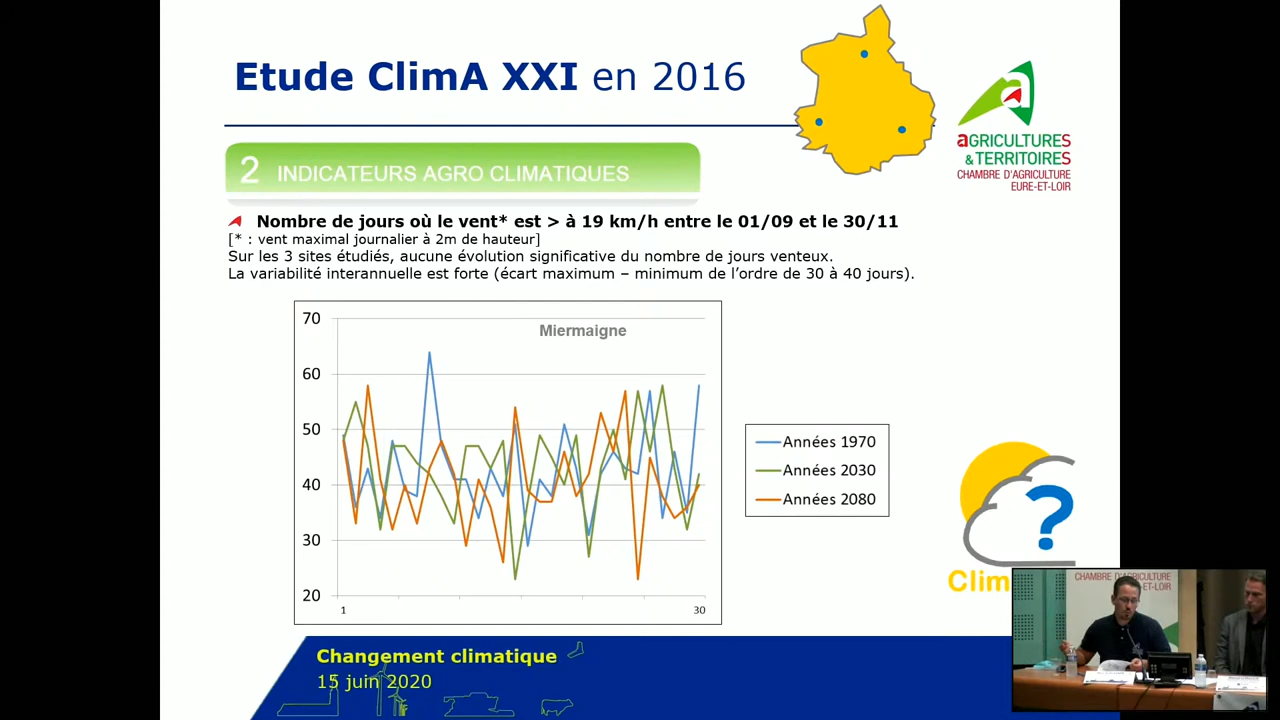 Etude ClimA XXI en 2016
aGRICULTUREs
& TERRITOIREs
CHAMBRE D'AGRICULTURE
EURE-ET-LOIR
2 INDICATEURS AGRO CLIMATIQUES
Nombre de jours où le vent* est > à 19 km/h entre le 01/09 et le 30/11
[* : vent maximal journalier à 2m de hauteur]
Sur les 3 sites étudiés, aucune évolution significative du nombre de jours venteux.
La variabilité interannuelle est forte (écart maximum – minimum de l'ordre de 30 à 40 jours).
Miermaigne
70
60
50
40
30
20
1
30
Années 1970
Années 2030
Années 2080
?
Clim
CHAMBRE D'AGRICULTURE
-ET-LOIR
Changement climatique
15 juin 2020